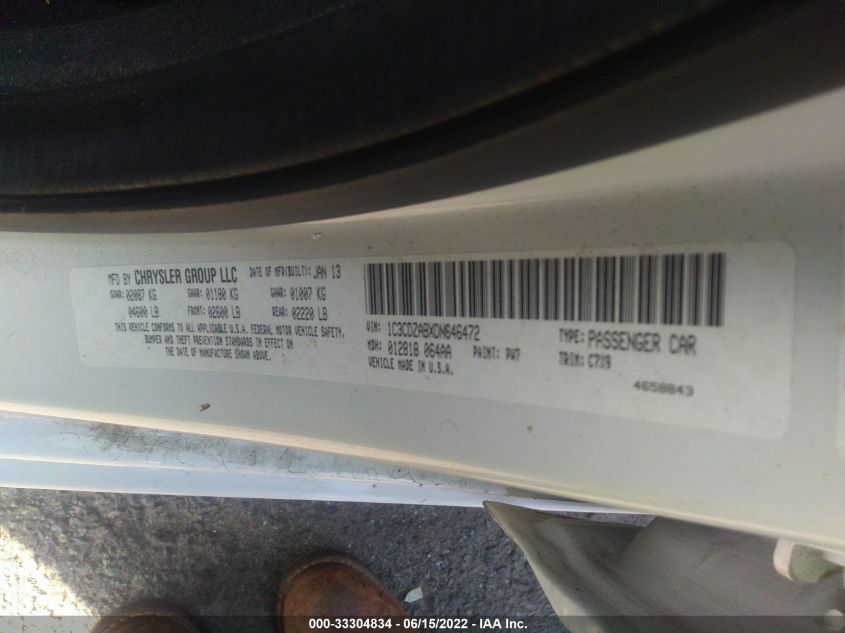 MFD BY CHRYSLER GROUP LLC DATE OF MFR(BUILT): JAN 13
GVWR: 02087 KG GAWR: 01180 KG GAWR: 01007 KG
04600 LB FRONT: 02600 LB REAR: 02220 LB
THIS VEHICLE CONFORMS TO ALL APPLICABLE U.S.A. FEDERAL MOTOR VEHICLE SAFETY,
BUMPER AND THEFT PREVENTION STANDARDS IN EFFECT ON
THE DATE OF MANUFACTURE SHOWN ABOVE.
VIN: 1C3CDZABXDN646472 TYPE: PASSENGER CAR
MDH: 012818 064AA PAINT: PW7 TRIM: C7X9
VEHICLE MADE IN U.S.A.
4658843
000-33304834 - 06/15/2022 - IAA Inc.